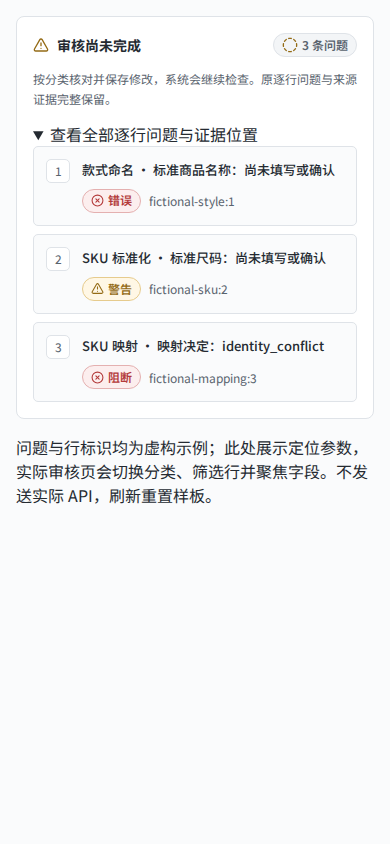 审核尚未完成
3 条问题
按分类核对并保存修改，系统会继续检查。原逐行问题与来源
证据完整保留。
▼ 查看全部逐行问题与证据位置
1
款式命名 · 标准商品名称：尚未填写或确认
错误 fictional-style:1
2
SKU 标准化 · 标准尺码：尚未填写或确认
警告 fictional-sku:2
3
SKU 映射 · 映射决定：identity_conflict
阻断 fictional-mapping:3
问题与行标识均为虚构示例；此处展示定位参数，
实际审核页会切换分类、筛选行并聚焦字段。不发
送实际 API，刷新重置样板。